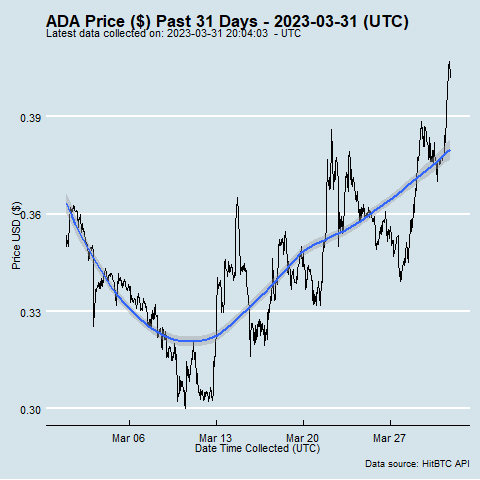 ADA Price ($) Past 31 Days - 2023-03-31 (UTC)
Latest data collected on: 2023-03-31 20:04:03 - UTC
Price USD ($)
0.39
0.36
0.33
0.30
Mar 06
Mar 13
Mar 20
Mar 27
Date Time Collected (UTC)
Data source: HitBTC API